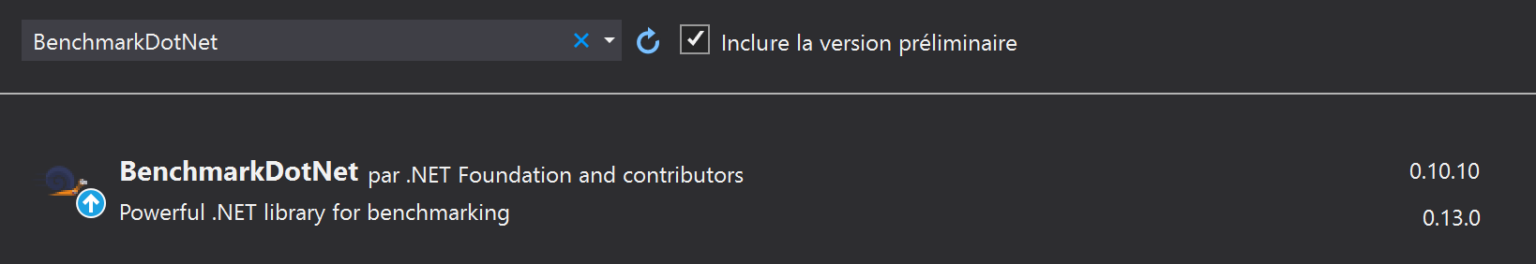 BenchmarkDotNet
Inclure la version préliminaire
BenchmarkDotNet par .NET Foundation and contributors
0.10.10
Powerful .NET library for benchmarking
0.13.0